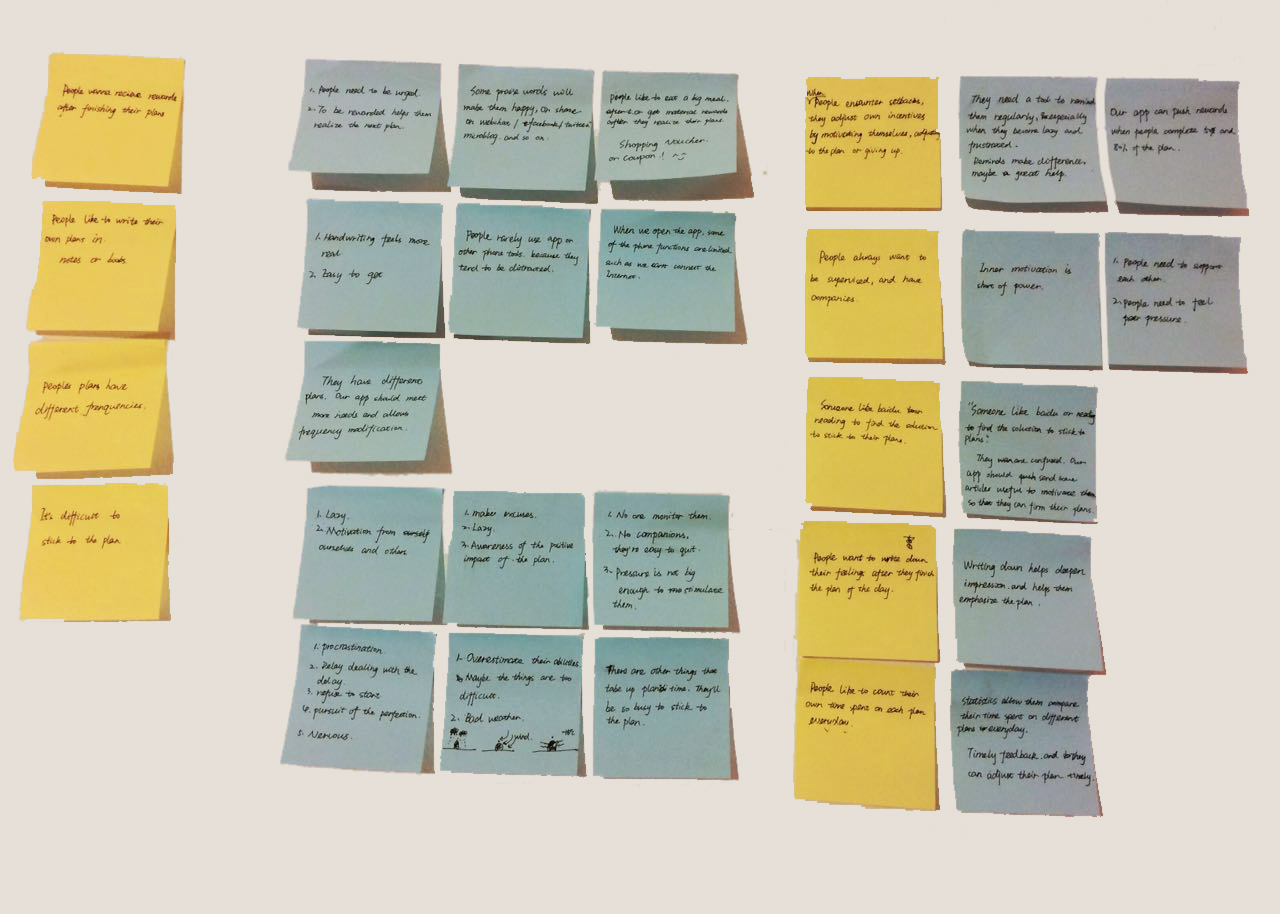 People wanna recieve rewards
after finishing their plans
1. People need to be urged.
2. To be rewarded helps them
realize the next plan.
Some praise words will
make them happy, or share
on webchat / facebook / twitter
microblog. and so on.
People like to eat a big meal.
or get material rewards
after they realize their plans.
Shopping Voucher.
or coupon!
People like to write their
own plans in.
notes or books
1. Handwriting feels more
real
2. Easy to get
People rarely use app or
other phone tools. because they
tend to be distracted.
When we open the app, some
of the phone functions are limited
such as we can't connect the
Internet.
Peoples plans have
different frenquencies.
They have different
plans. Our app should meet
more needs and allows
frequency modification.
It's difficult to
stick to the plan.
1. Lazy.
2. Motivation from ourself
ourselves and others
1. makes excuses.
2. Lazy.
3. Awareness of the
impact of the plan.
1. No one monitor them.
2. No companions,
they're easy to quit.
3. Pressure is not big
enough to stimulate
them.
1. procrastination.
2. Delay dealing with the
delay.
3. refuse to start
4. pursuit of the perfection.
5. Nervous.
1. Overestimate their abilities
Maybe the things are too
difficult.
2. Bad weather.
wind.
There are other things that
take up time. They'll
be so busy to stick to
the plan.
When
People encounter setbacks,
they adjust own incentives
by motivating themselves, adjusting
to the plan or giving up.
They need a tool to remind
them regularly, especially
when they become lazy and
frustrated.
Reminds make difference,
maybe a great help.
Our app can push rewards
when people complete and
80% of the plan.
People always want to
be supervised, and have
companies.
Inner motivation is
short of power.
1. People need to support
each other.
2. people need to feel
peer pressure.
Someone like baidu
reading to find the solution
to stick to their plans.
"Someone like baidu or reading
to find the solution to stick to
plans."
They are confused. Our
app should push send some
articles useful to motivate them
so that they can firm their plans.
People want to write down
their feelings after they finish
the plan of the day.
Writing down helps deepen
impression. and helps them
emphasize the plan.
People like to count their
own time spent on each plan
everyday.
Statistics allow them compare
their time spent on different
plans everyday.
Timely feedback. and they
can adjust their plan timely.